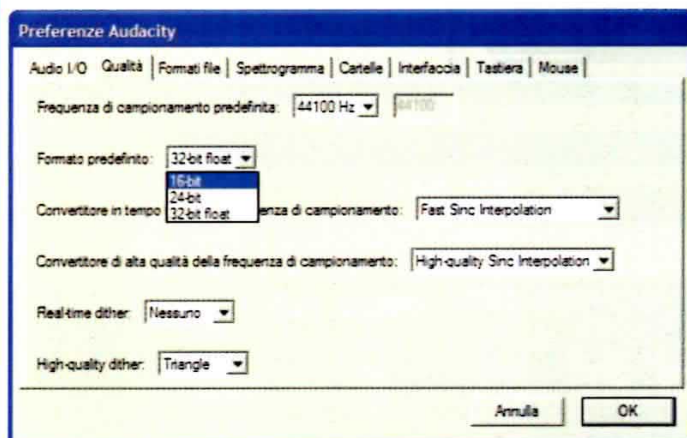 Preferenze Audacity
Audio I/O Qualità Formati file Spettrogramma Cartelle Interfaccia Tastiera Mouse
Frequenza di campionamento predefinita: 44100 Hz 44100
Formato predefinito: 32-bit float
16-bit
24-bit
32-bit float
Convertitore in tempo enza di campionamento: Fast Sinc Interpolation
Convertitore di alta qualità della frequenza di campionamento: High-quality Sinc Interpolation
Real-time dither: Nessuno
High-quality dither: Triangle
Annulla OK